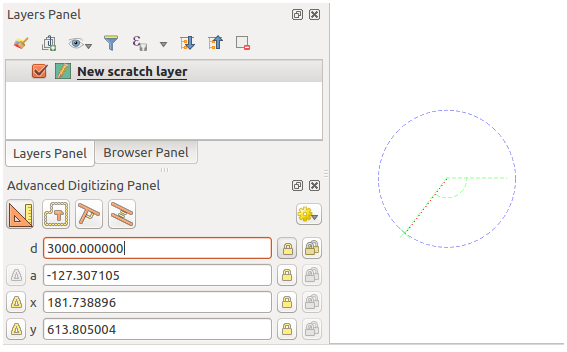 Layers Panel
New scratch layer
Layers Panel
Browser Panel
Advanced Digitizing Panel
d 3000.000000
a -127.307105
x 181.738896
y 613.805004